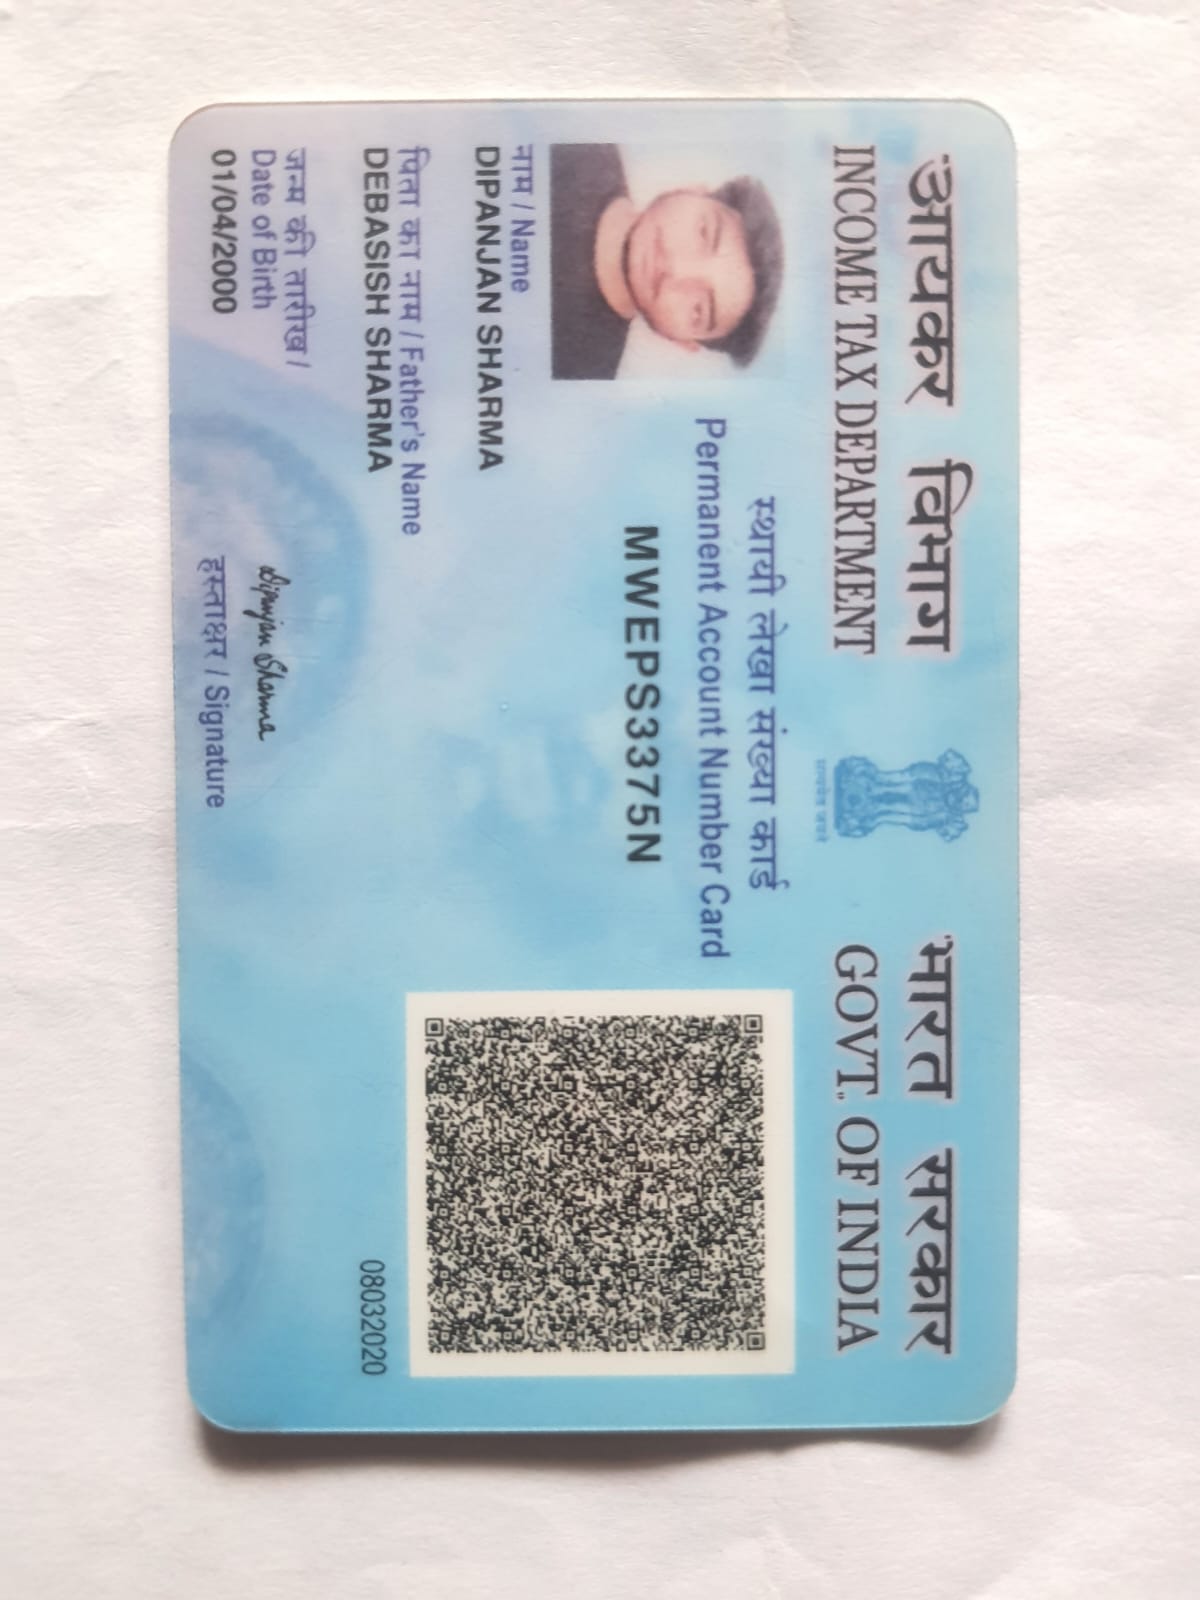 आयकर विभाग
INCOME TAX DEPARTMENT
सत्यमेव जयते
भारत सरकार
GOVT. OF INDIA
स्थायी लेखा संख्या कार्ड
Permanent Account Number Card
MWEPS3375N
नाम / Name
DIPANJAN SHARMA
पिता का नाम / Father's Name
DEBASISH SHARMA
जन्म की तारीख /
Date of Birth
01/04/2000
Dipanjan Sharma
हस्ताक्षर / Signature
08032020